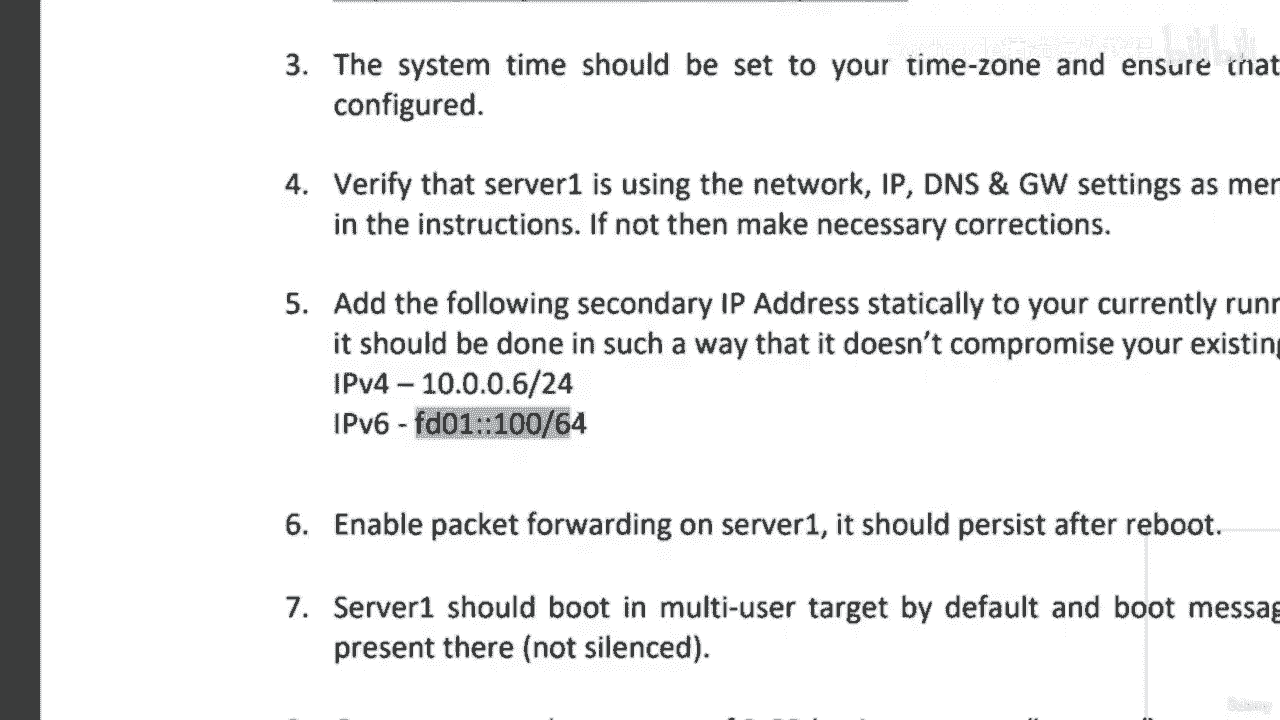 3. The system time should be set to your time-zone and ensure that
configured.
4. Verify that server1 is using the network, IP, DNS & GW settings as mer
in the instructions. If not then make necessary corrections.
5. Add the following secondary IP Address statically to your currently runr
it should be done in such a way that it doesn’t compromise your existing
IPv4 – 10.0.0.6/24
IPv6 - fd01::100/64
6. Enable packet forwarding on server1, it should persist after reboot.
7. Server1 should boot in multi-user target by default and boot messag
present there (not silenced).